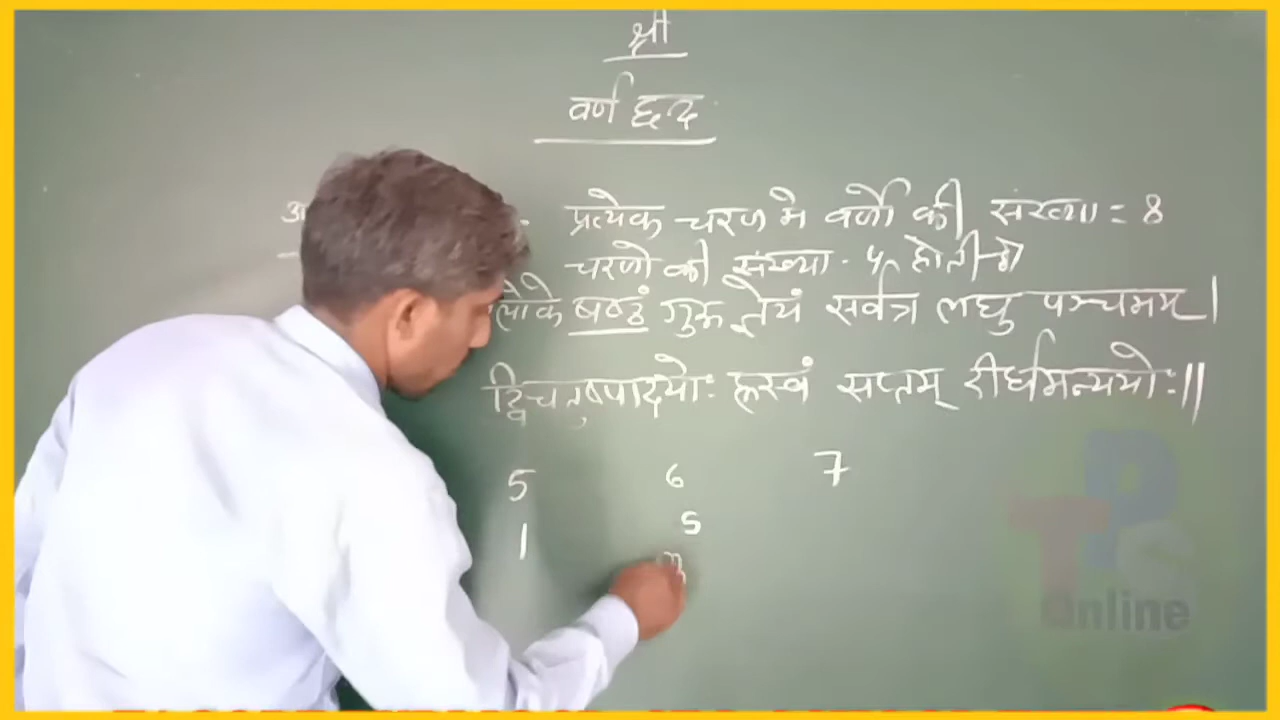 श्री
वर्ण छन्द
प्रत्येक चरण मे वर्णो की संख्या = 8
चरणो की संख्या - 4 होती है
लोके षष्ठं गुरू ज्ञेयं सर्वत्र लघु पञ्चमम् ।
द्विचतुष्पादयोः ह्रस्वं सप्तम् दीर्घमन्ययोः ||
5 6 7
I S
TPS
Online